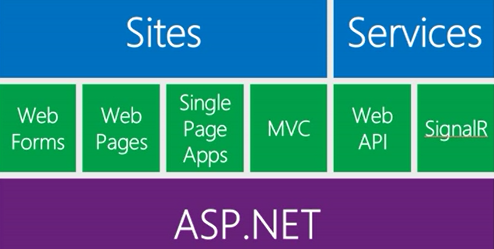 Sites
Services
Web
Forms
Web
Pages
Single
Page
Apps
MVC
Web
API
SignalR
ASP.NET